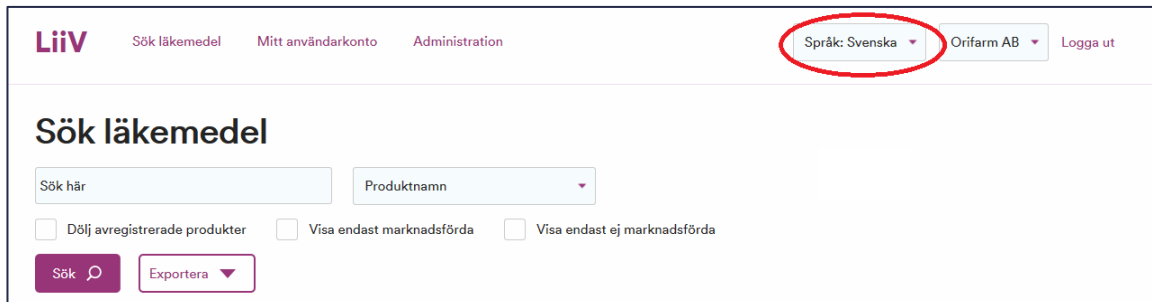 LiiV Sök läkemedel Mitt användarkonto Administration Språk: Svenska Orifarm AB Logga ut
Sök läkemedel
Sök här Produktnamn
Dölj avregistrerade produkter Visa endast marknadsförda Visa endast ej marknadsförda
Sök Exportera